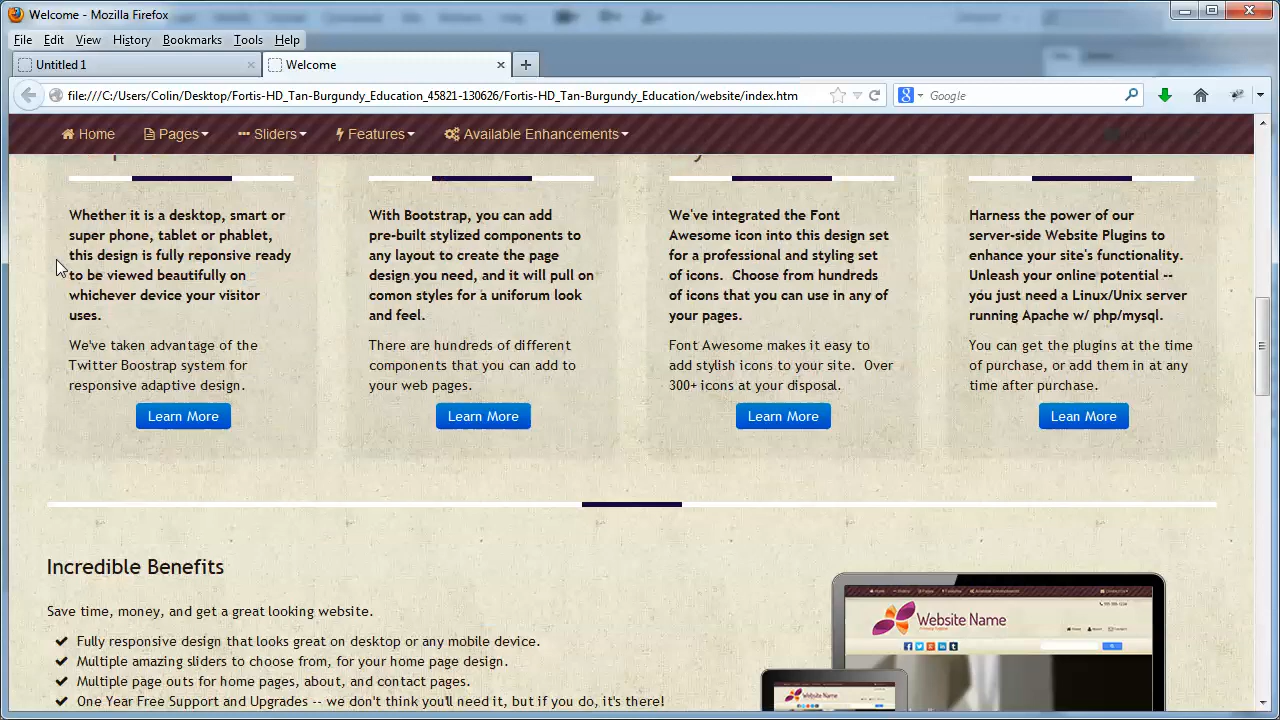 Welcome - Mozilla Firefox
File Edit View History Bookmarks Tools Help
Untitled 1
Welcome
file:///C:/Users/Colin/Desktop/Fortis-HD_Tan-Burgundy_Education_45821-130626/Fortis-HD_Tan-Burgundy_Education/website/index.htm
Google
Home Pages Sliders Features Available Enhancements
Whether it is a desktop, smart or
super phone, tablet or phablet,
this design is fully reponsive ready
to be viewed beautifully on
whichever device your visitor
uses.
We've taken advantage of the
Twitter Boostrap system for
responsive adaptive design.
Learn More
With Bootstrap, you can add
pre-built stylized components to
any layout to create the page
design you need, and it will pull on
comon styles for a uniforum look
and feel.
There are hundreds of different
components that you can add to
your web pages.
Learn More
We've integrated the Font
Awesome icon into this design set
for a professional and styling set
of icons. Choose from hundreds
of icons that you can use in any of
your pages.
Font Awesome makes it easy to
add stylish icons to your site. Over
300+ icons at your disposal.
Learn More
Harness the power of our
server-side Website Plugins to
enhance your site's functionality.
Unleash your online potential --
you just need a Linux/Unix server
running Apache w/ php/mysql.
You can get the plugins at the time
of purchase, or add them in at any
time after purchase.
Lean More
Incredible Benefits
Save time, money, and get a great looking website.
Fully responsive design. Looks great on desktop or any mobile device.
Multiple amazing sliders to choose from, for your home page design.
Multiple page outs for home pages, about, and contact pages.
One Year Free Support and Upgrades -- we don't think you'll need it, but if you do, it's there!
Website Name
Website Name